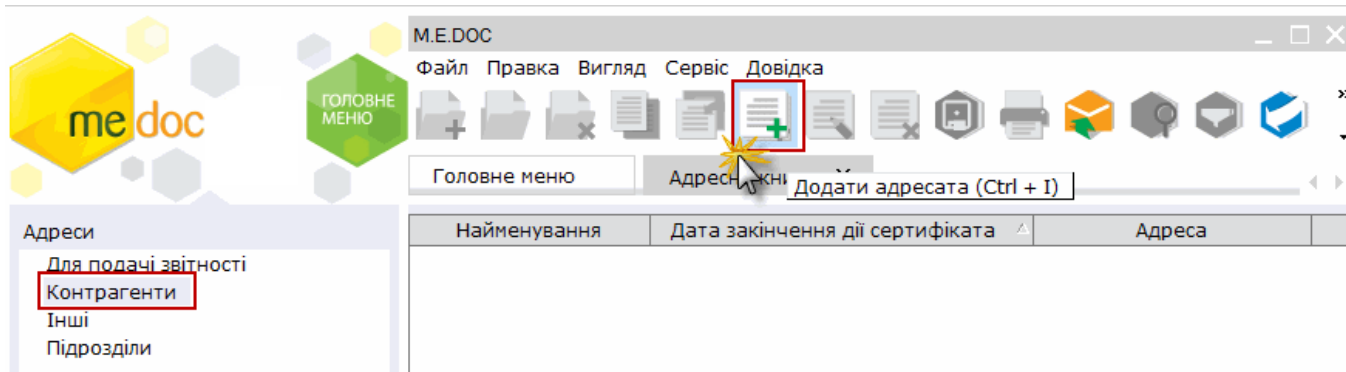 M.E.DOC
Файл Правка Вигляд Сервіс Довідка
me doc
ГОЛОВНЕ
МЕНЮ
Головне меню
Додати адресата (Ctrl + I)
Адреси
Найменування Дата закінчення дії сертифіката Адреса
Для подачі звітності
Контрагенти
Інші
Підрозділи